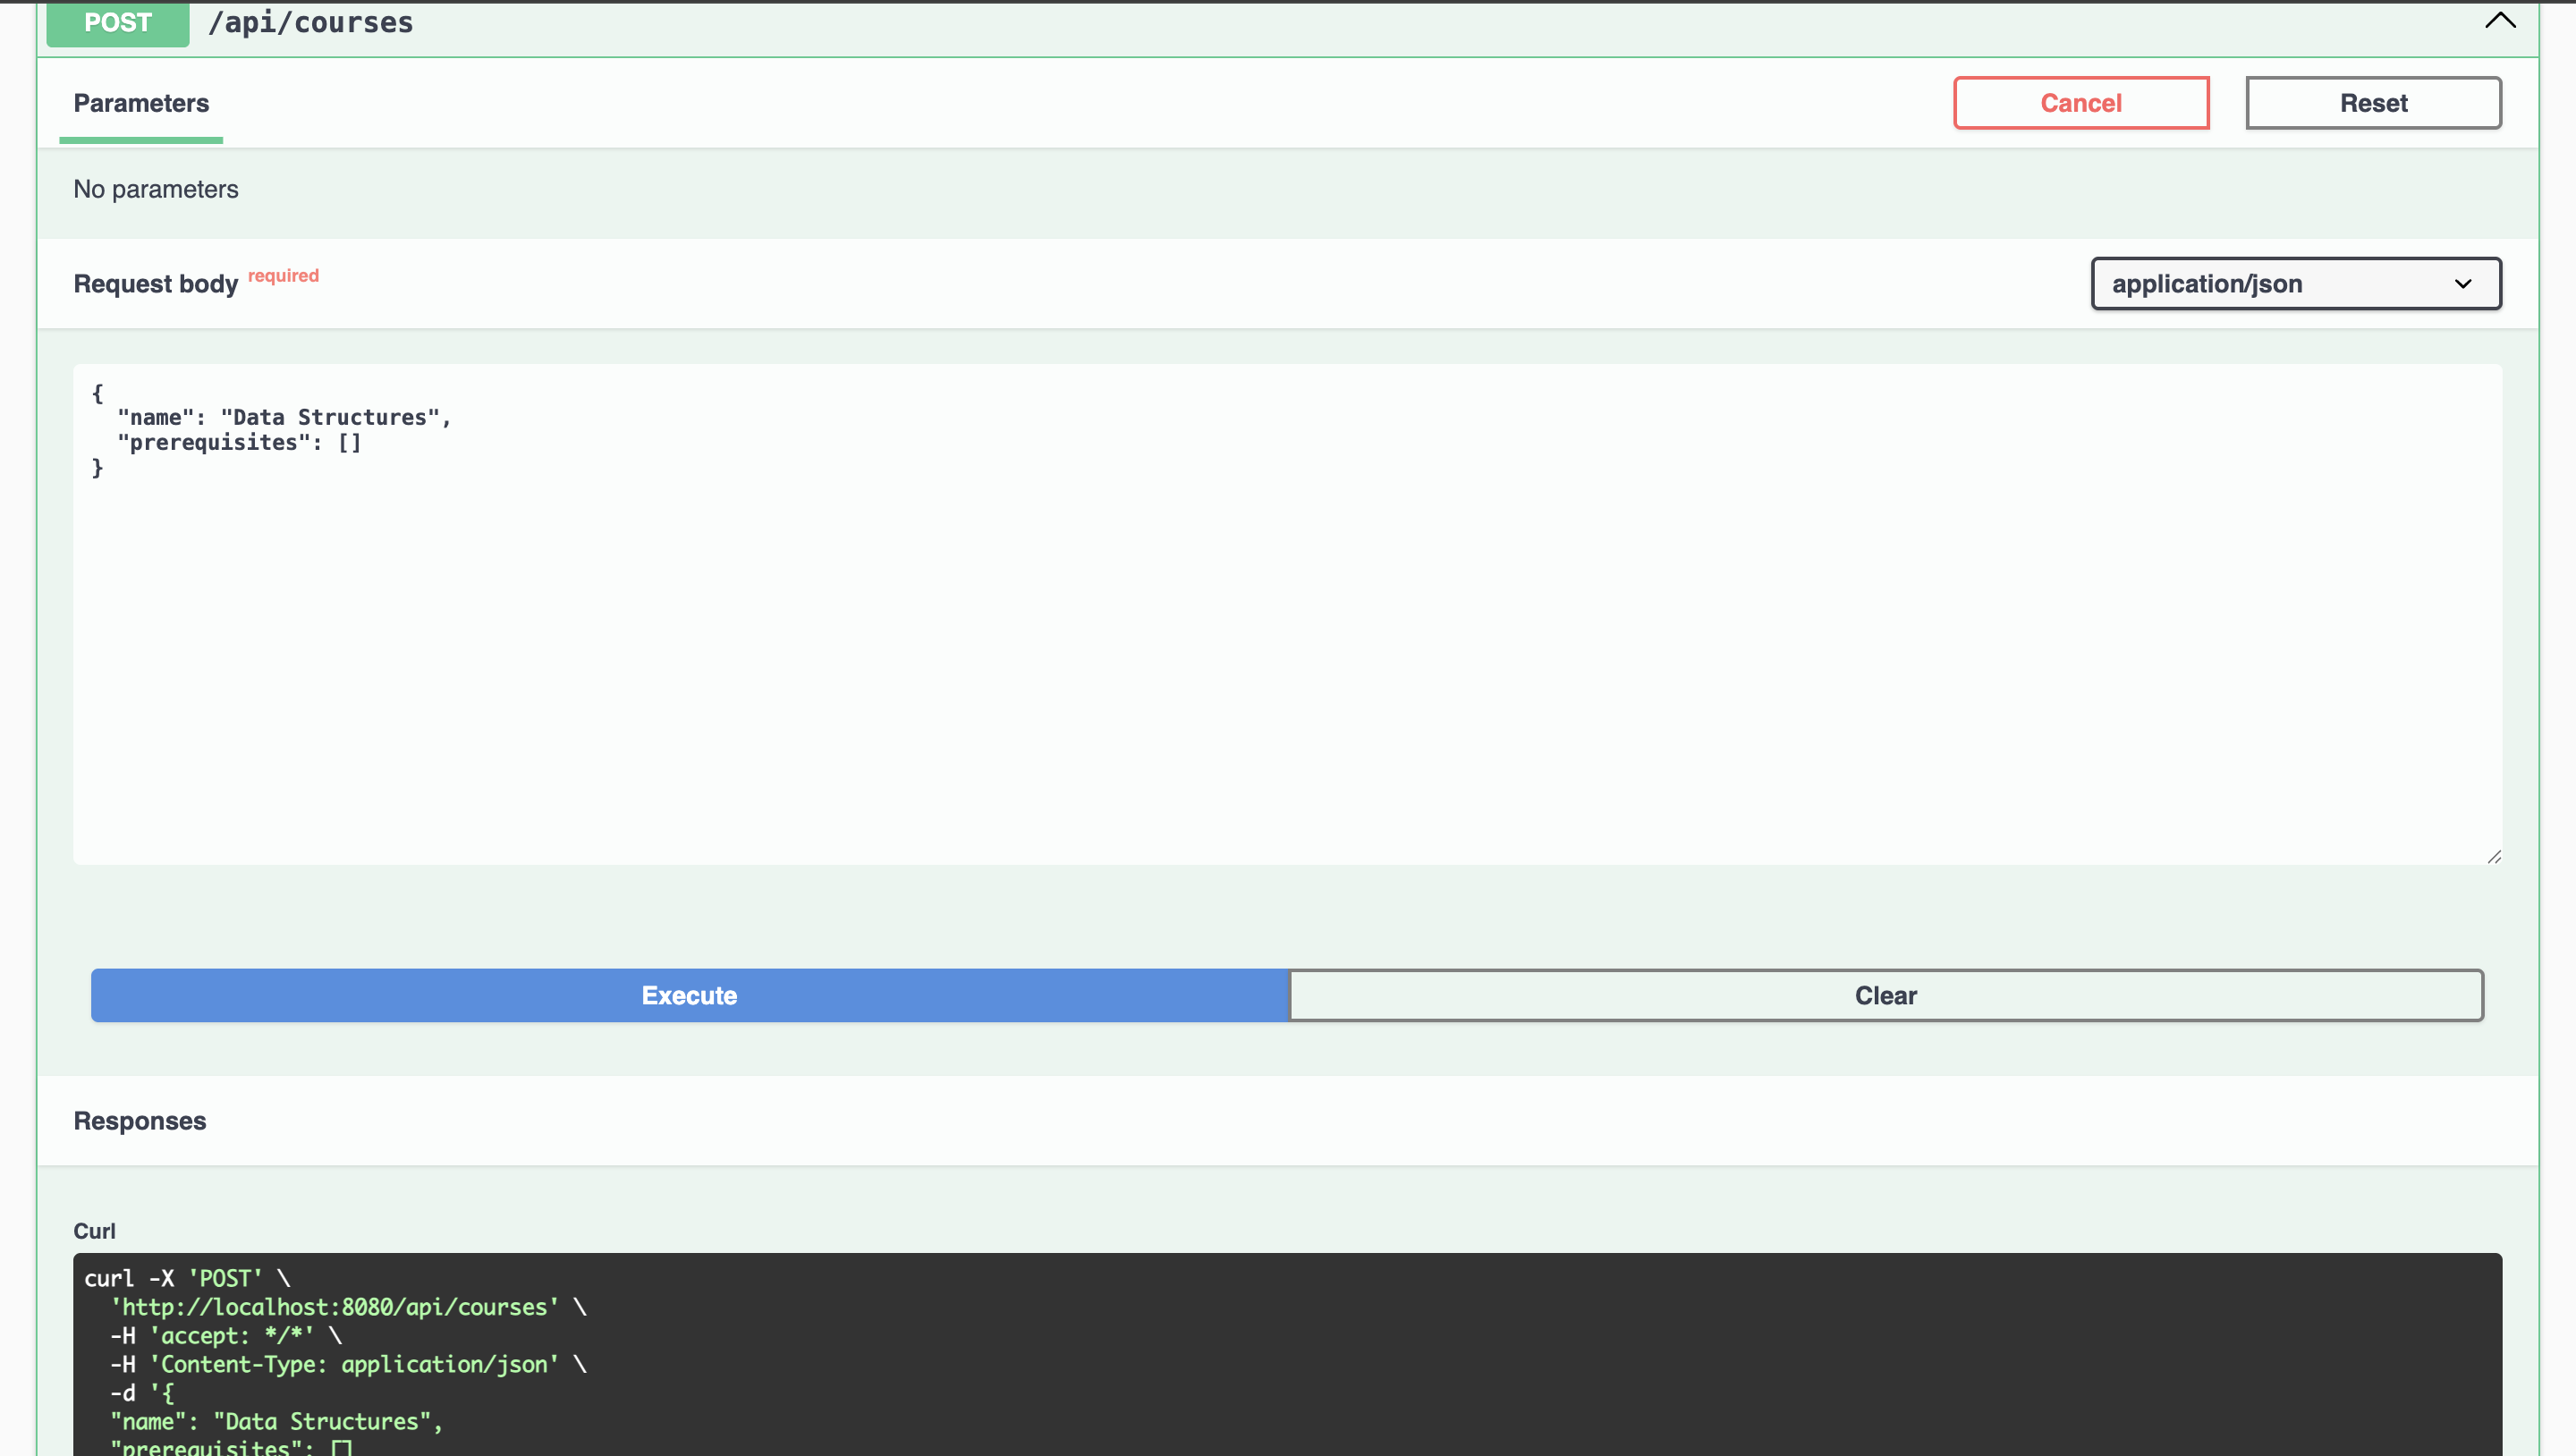 POST /api/courses
Parameters
Cancel
Reset
No parameters
Request body required
application/json
{
  "name": "Data Structures",
  "prerequisites": []
}
Execute
Clear
Responses
Curl
curl -X 'POST' \
  'http://localhost:8080/api/courses' \
  -H 'accept: */*' \
  -H 'Content-Type: application/json' \
  -d '{
  "name": "Data Structures",
  "prerequisites": []